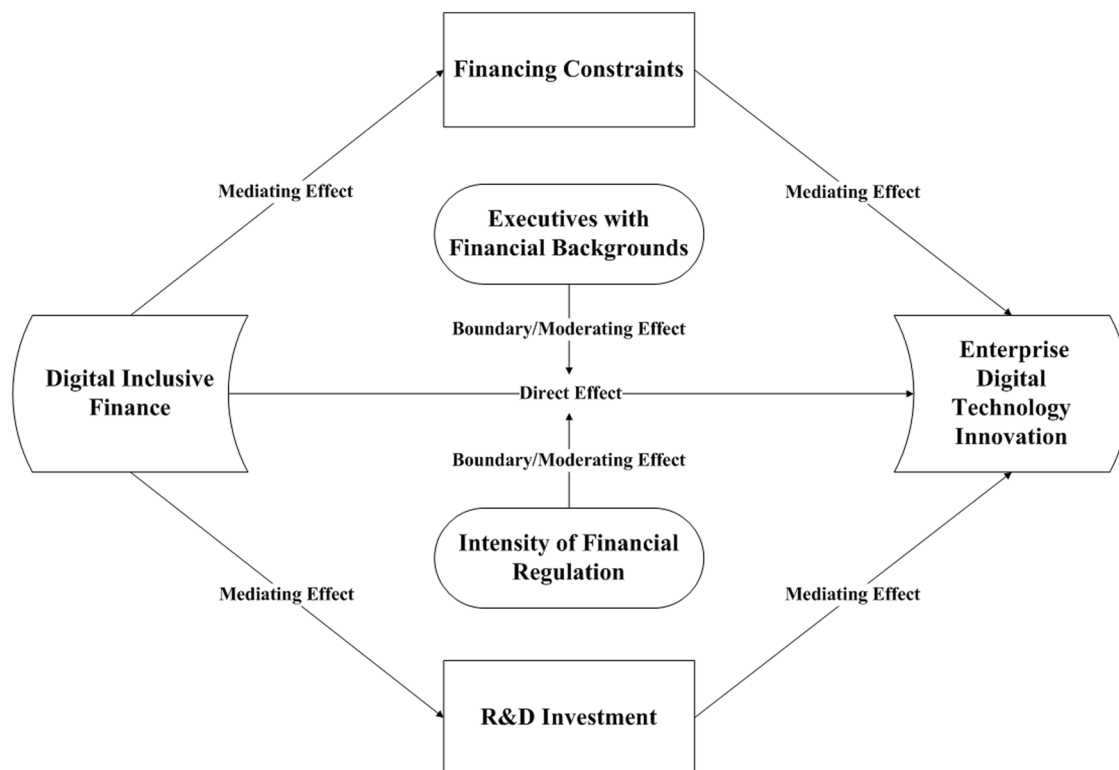 Financing Constraints
Mediating Effect
Mediating Effect
Executives with
Financial Backgrounds
Boundary/Moderating Effect
Digital Inclusive
Finance
Direct Effect
Enterprise
Digital
Technology
Innovation
Boundary/Moderating Effect
Intensity of Financial
Regulation
Mediating Effect
Mediating Effect
R&D Investment